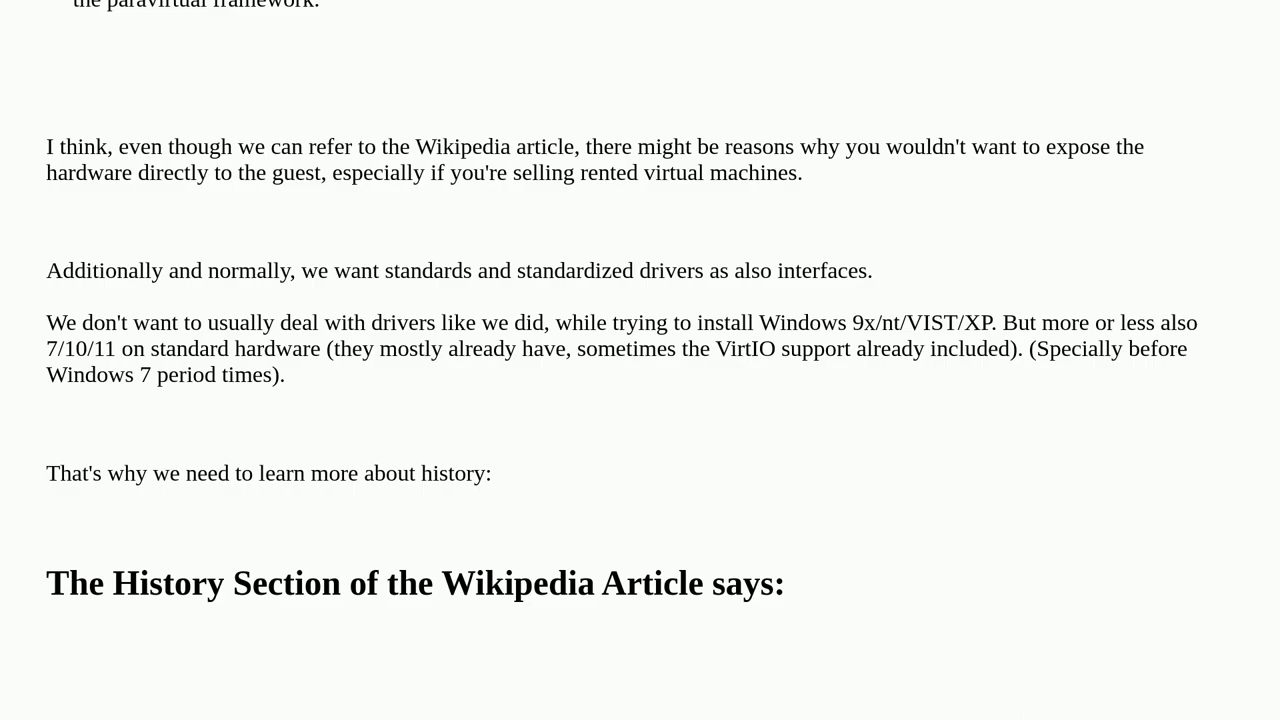 the paravirtual framework.
I think, even though we can refer to the Wikipedia article, there might be reasons why you wouldn't want to expose the
hardware directly to the guest, especially if you're selling rented virtual machines.
Additionally and normally, we want standards and standardized drivers as also interfaces.
We don't want to usually deal with drivers like we did, while trying to install Windows 9x/nt/VIST/XP. But more or less also
7/10/11 on standard hardware (they mostly already have, sometimes the VirtIO support already included). (Specially before
Windows 7 period times).
That's why we need to learn more about history:
The History Section of the Wikipedia Article says: